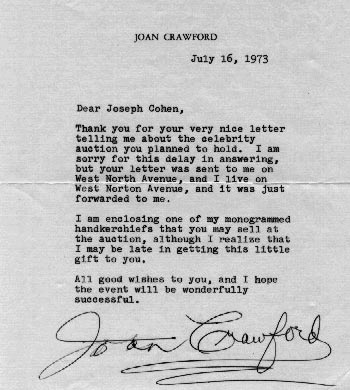 JOAN CRAWFORD
July 16, 1973
Dear Joseph Cohen,
Thank you for your very nice letter
telling me about the celebrity
auction you planned to hold. I am
sorry for this delay in answering,
but your letter was sent to me on
West North Avenue, and I live on
West Norton Avenue, and it was just
forwarded to me.
I am enclosing one of my monogrammed
handkerchiefs that you may sell at
the auction, although I realize that
I may be late in getting this little
gift to you.
All good wishes to you, and I hope
the event will be wonderfully
successful.
Joan Crawford